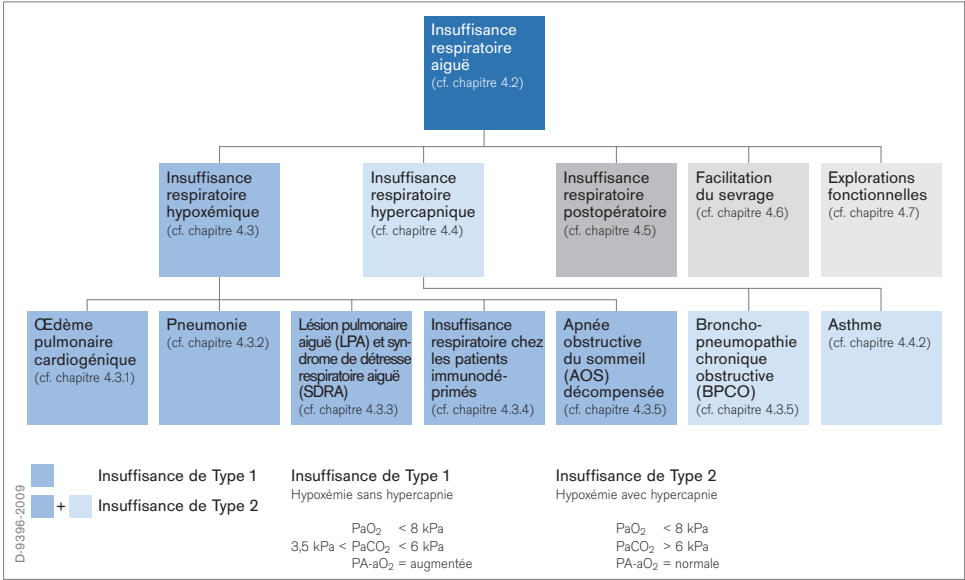 Insuffisance
respiratoire
aiguë
(cf. chapitre 4.2)
Insuffisance
respiratoire
hypoxémique
(cf. chapitre 4.3)
Insuffisance
respiratoire
hypercapnique
(cf. chapitre 4.4)
Insuffisance
respiratoire
postopératoire
(cf. chapitre 4.5)
Facilitation
du sevrage
(cf. chapitre 4.6)
Explorations
fonctionnelles
(cf. chapitre 4.7)
Œdème
pulmonaire
cardiogénique
(cf. chapitre 4.3.1)
Pneumonie
(cf. chapitre 4.3.2)
Lésion pulmonaire
aiguë (LPA) et syn-
drome de détresse
respiratoire aiguë
(SDRA)
(cf. chapitre 4.3.3)
Insuffisance
respiratoire chez
les patients
immunodé-
primés
(cf. chapitre 4.3.4)
Apnée
obstructive
du sommeil
(AOS)
décompensée
(cf. chapitre 4.3.5)
Broncho-
pneumopathie
chronique
obstructive
(BPCO)
(cf. chapitre 4.3.5)
Asthme
(cf. chapitre 4.4.2)
Insuffisance de Type 1
+ Insuffisance de Type 2
Insuffisance de Type 1
Hypoxémie sans hypercapnie
PaO₂ < 8 kPa
3,5 kPa < PaCO₂ < 6 kPa
PA-aO₂ = augmentée
Insuffisance de Type 2
Hypoxémie avec hypercapnie
PaO₂ < 8 kPa
PaCO₂ > 6 kPa
PA-aO₂ = normale
D-9396-2009